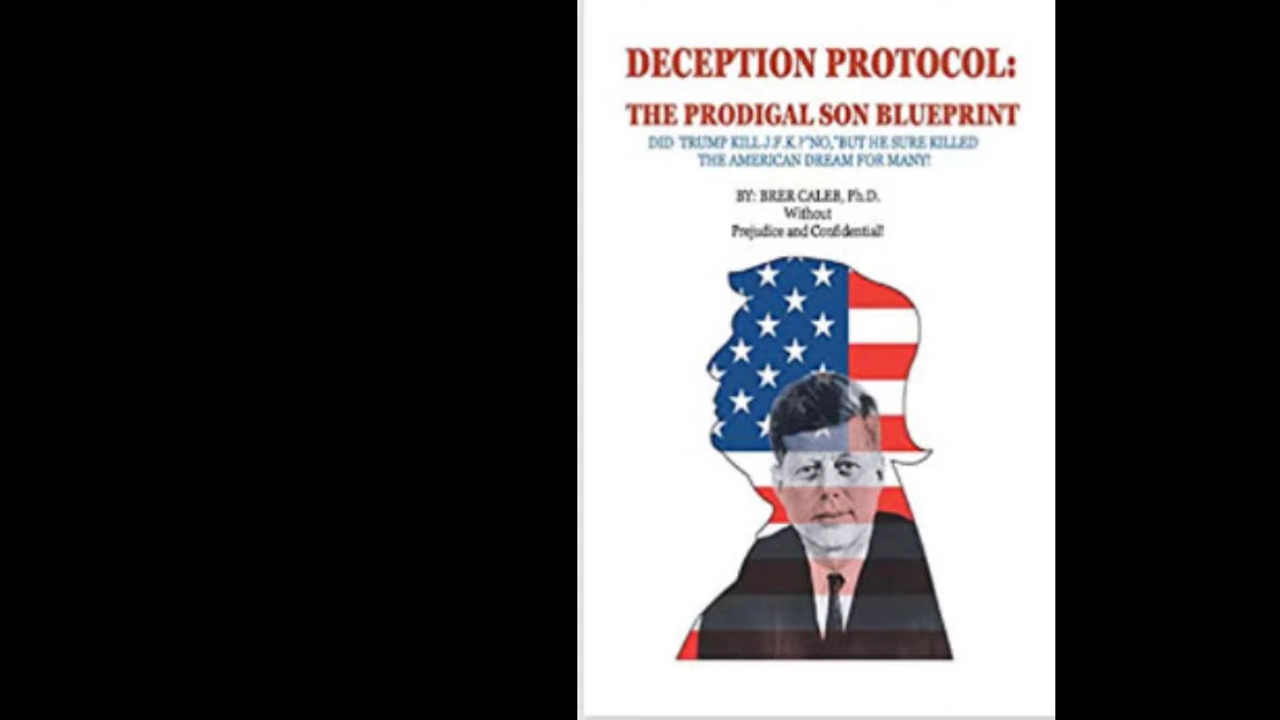 DECEPTION PROTOCOL:
THE PRODIGAL SON BLUEPRINT
DID TRUMP KILL J.F.K.?"NO,"BUT HE SURE KILLED
THE AMERICAN DREAM FOR MANY!
BY: BRER CALEB, Ph.D.
Without
Prejudice and Confidential!